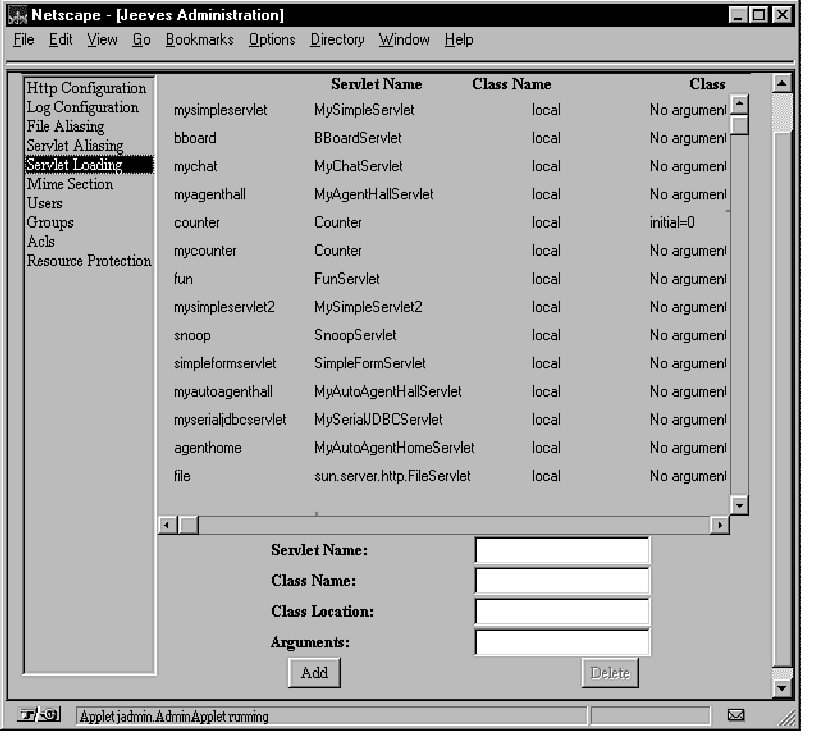 Netscape - [Jeeves Administration]
File Edit View Go Bookmarks Options Directory Window Help
Http Configuration
Log Configuration
File Aliasing
Servlet Aliasing
Servlet Loading
Mime Section
Users
Groups
Acls
Resource Protection
Servlet Name Class Name Class
mysimpleservlet MySimpleServlet local No argument
bboard BBoardServlet local No argument
mychat MyChatServlet local No argument
myagenthall MyAgentHallServlet local No argument
counter Counter local initial=0
mycounter Counter local No argument
fun FunServlet local No argument
mysimpleservlet2 MySimpleServlet2 local No argument
snoop SnoopServlet local No argument
simpleformservlet SimpleFormServlet local No argument
myautoagenthall MyAutoAgentHallServlet local No argument
myserialjdbcservlet MySerialJDBCServlet local No argument
agenthome MyAutoAgentHomeServlet local No argument
file sun.server.http.FileServlet local No argument
Servlet Name:
Class Name:
Class Location:
Arguments:
Add Delete
Applet jadmin.AdminApplet running